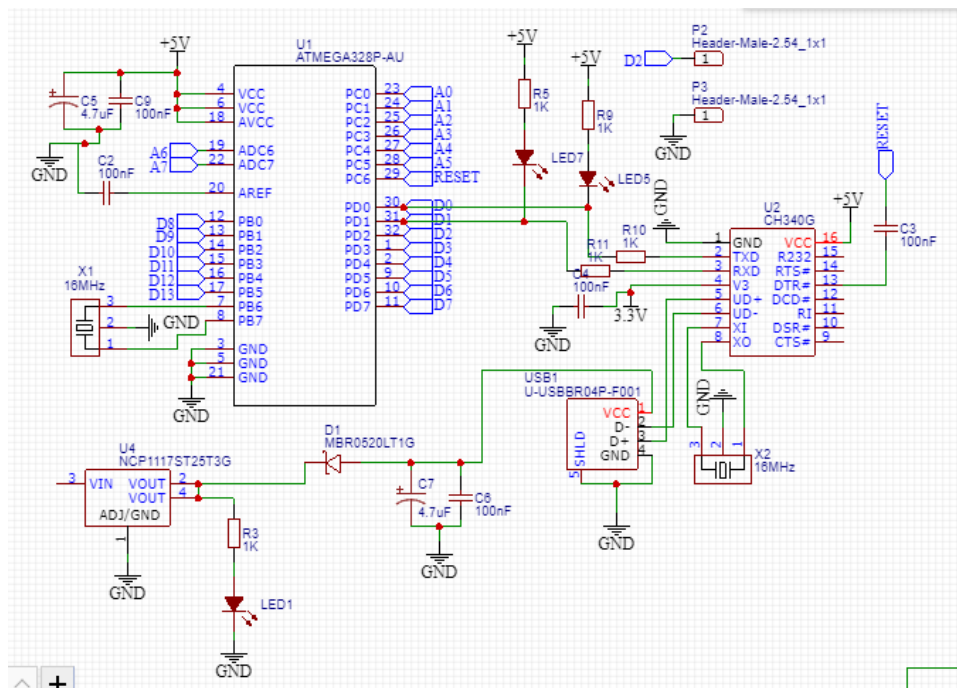 +5V
C5
4.7uF
C9
100nF
GND
C2
100nF
U1
ATMEGA328P-AU
4 VCC
6 VCC
18 AVCC
A6 19 ADC6
A7 22 ADC7
20 AREF
D8 12 PB0
D9 13 PB1
D10 14 PB2
D11 15 PB3
D12 16 PB4
D13 17 PB5
7 PB6
8 PB7
3 GND
5 GND
21 GND
GND
PC0 23 A0
PC1 24 A1
PC2 25 A2
PC3 26 A3
PC4 27 A4
PC5 28 A5
PC6 29 RESET
PD0 30 D0
PD1 31 D1
PD2 32 D2
PD3 1 D3
PD4 2 D4
PD5 9 D5
PD6 10 D6
PD7 11 D7
X1
16MHz
3
2
1
GND
+5V
R5
1K
LED7
+5V
R9
1K
LED5
D2
P2
Header-Male-2.54_1x1
1
P3
Header-Male-2.54_1x1
1
GND
RESET
C3
100nF
+5V
GND
U2
CH340G
1 GND
2 TXD
3 RXD
4 V3
5 UD+
6 UD-
7 XI
8 XO
VCC 16
R232 15
RTS# 14
DTR# 13
DCD# 12
RI 11
DSR# 10
CTS# 9
R10
1K
R11
1K
C4
100nF
3.3V
GND
USB1
U-USBBR04P-F001
VCC 1
D- 2
D+ 3
GND 4
SHLD 5
GND
GND
X2
16MHz
3
2
1
U4
NCP1117ST25T3G
3 VIN
VOUT 2
VOUT 4
ADJ/GND
1
GND
R3
1K
LED1
GND
D1
MBR0520LT1G
C7
4.7uF
C6
100nF
GND